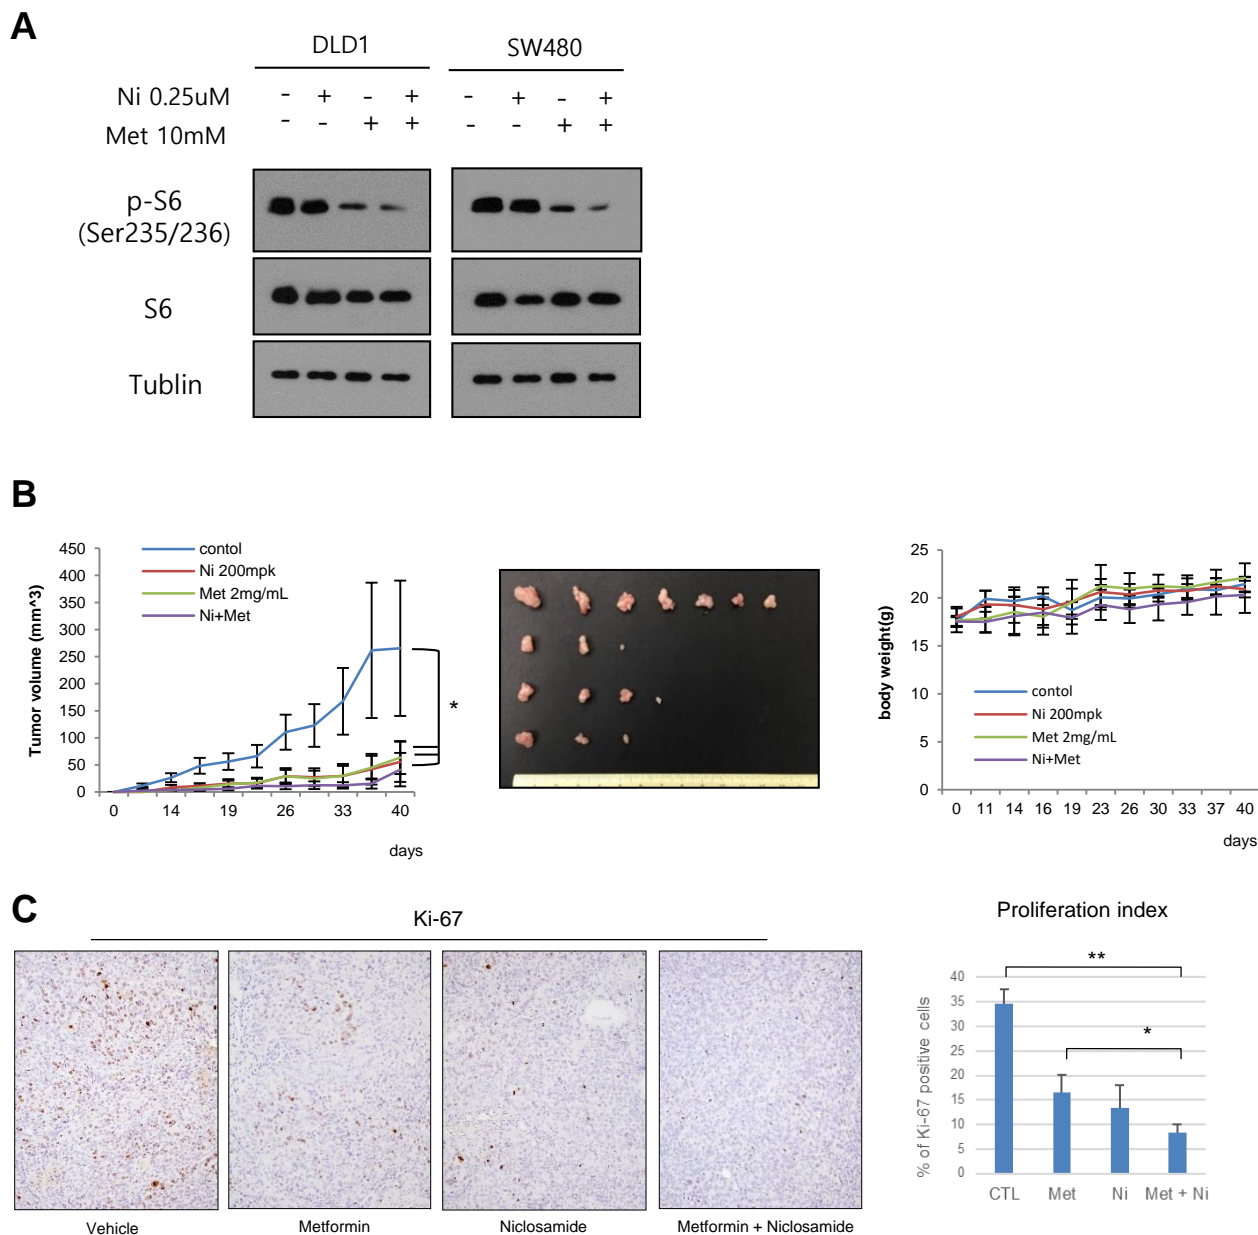 A
DLD1
SW480
Ni 0.25uM
- + - +
- + - +
Met 10mM
- - + +
- - + +
p-S6
(Ser235/236)
S6
Tublin
B
Tumor volume (mm^3)
450
400
350
300
250
200
150
100
50
0
contol
Ni 200mpk
Met 2mg/mL
Ni+Met
*
0 14 19 26 33 40
days
body weight(g)
25
20
15
10
5
0
contol
Ni 200mpk
Met 2mg/mL
Ni+Met
0 11 14 16 19 23 26 30 33 37 40
days
C
Ki-67
Vehicle
Metformin
Niclosamide
Metformin + Niclosamide
Proliferation index
% of Ki-67 positive cells
40
35
30
25
20
15
10
5
0
**
*
CTL Met Ni Met + Ni